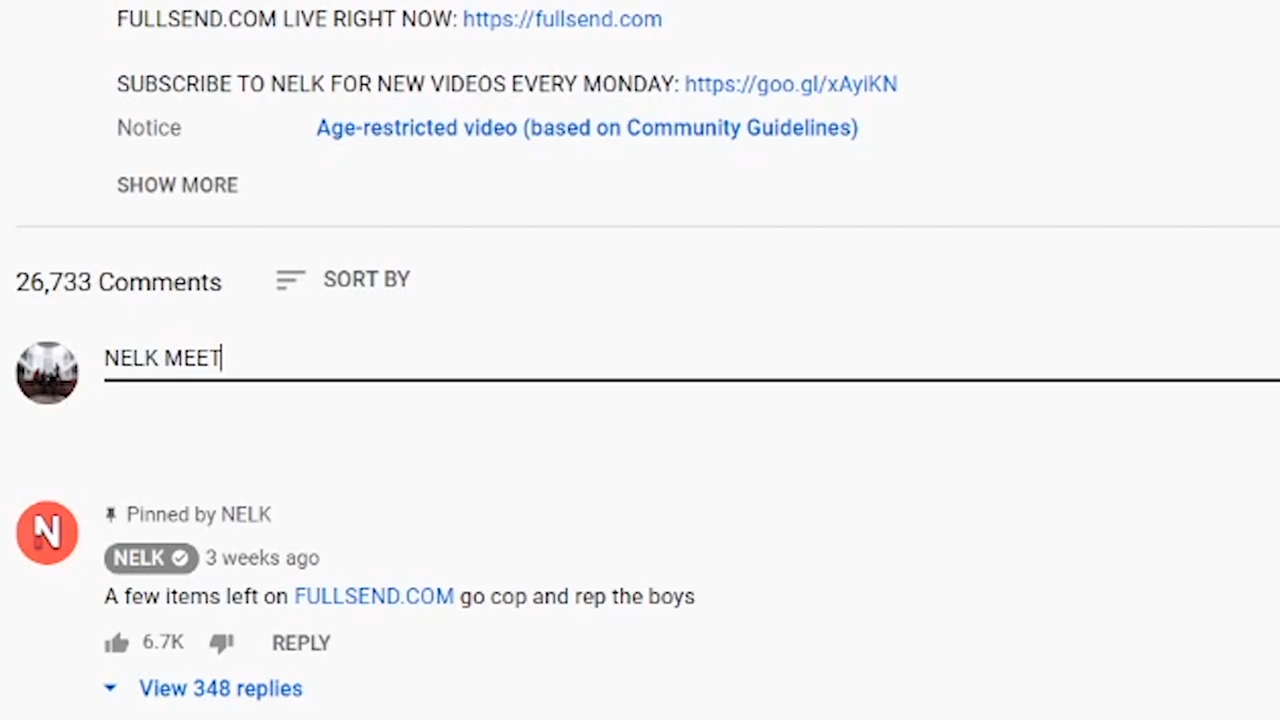 FULLSEND.COM LIVE RIGHT NOW: https://fullsend.com
SUBSCRIBE TO NELK FOR NEW VIDEOS EVERY MONDAY: https://goo.gl/xAyiKN
Notice Age-restricted video (based on Community Guidelines)
SHOW MORE
26,733 Comments SORT BY
NELK MEET
N
Pinned by NELK
NELK 3 weeks ago
A few items left on FULLSEND.COM go cop and rep the boys
6.7K REPLY
View 348 replies